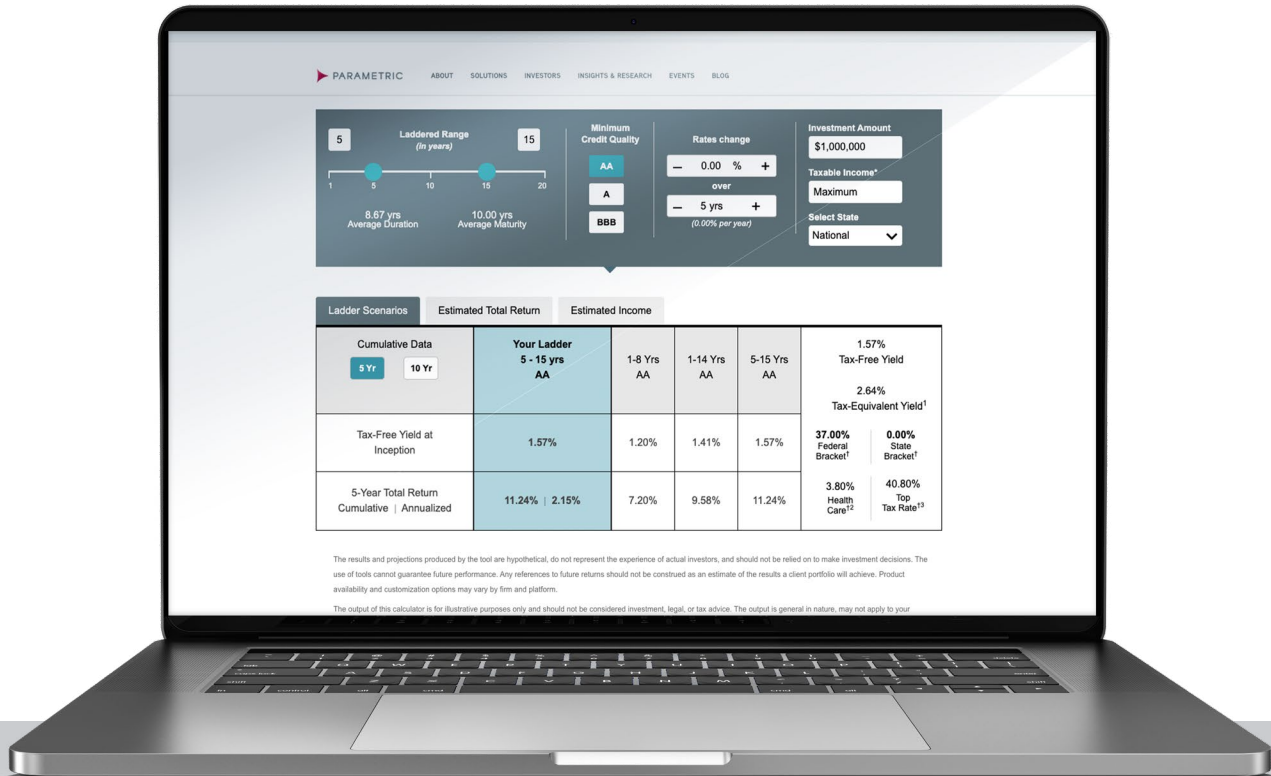 PARAMETRIC ABOUT SOLUTIONS INVESTORS INSIGHTS & RESEARCH EVENTS BLOG
5 Laddered Range 15
(In years)
1 5 10 15 20
8.67 yrs
Average Duration
10.00 yrs
Average Maturity
Minimum
Credit Quality
AA
A
BBB
Rates change
– 0.00 % +
over
– 5 yrs +
(0.00% per year)
Investment Amount
$1,000,000
Taxable Income*
Maximum
Select State
National
Ladder Scenarios Estimated Total Return Estimated Income
Cumulative Data
5 Yr 10 Yr
Your Ladder
5 - 15 yrs
AA
1-8 Yrs
AA
1-14 Yrs
AA
5-15 Yrs
AA
1.57%
Tax-Free Yield
2.64%
Tax-Equivalent Yield¹
Tax-Free Yield at
Inception
1.57% 1.20% 1.41% 1.57%
37.00%
Federal
Bracket†
0.00%
State
Bracket†
5-Year Total Return
Cumulative | Annualized
11.24% | 2.15% 7.20% 9.58% 11.24%
3.80%
Health
Care†²
40.80%
Top
Tax Rate†³
The results and projections produced by the tool are hypothetical, do not represent the experience of actual investors, and should not be relied on to make investment decisions. The
use of tools cannot guarantee future performance. Any references to future returns should not be construed as an estimate of the results a client portfolio will achieve. Product
availability and customization options may vary by firm and platform.
The output of this calculator is for illustrative purposes only and should not be considered investment, legal, or tax advice. The output is general in nature, may not apply to your